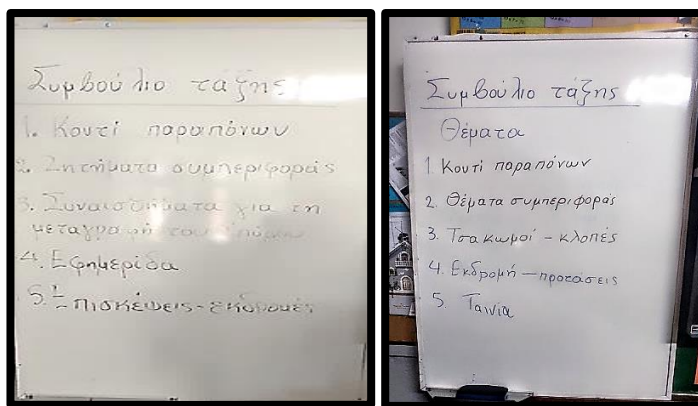 Συμβούλιο τάξης
1. Κουτί παραπόνων
2. Ζητήματα συμπεριφοράς
3. Συναισθήματα για τη
μεταγραφή του
4. Εφημερίδα
5. Επισκέψεις - εκδρομές
Συμβούλιο τάξης
Θέματα
1 Κουτί παραπόνων
2. Θέματα συμπεριφοράς
3. Τσακωμοί - κλοπές
4. Εκδρομή - προτάσεις
5. Ταινία